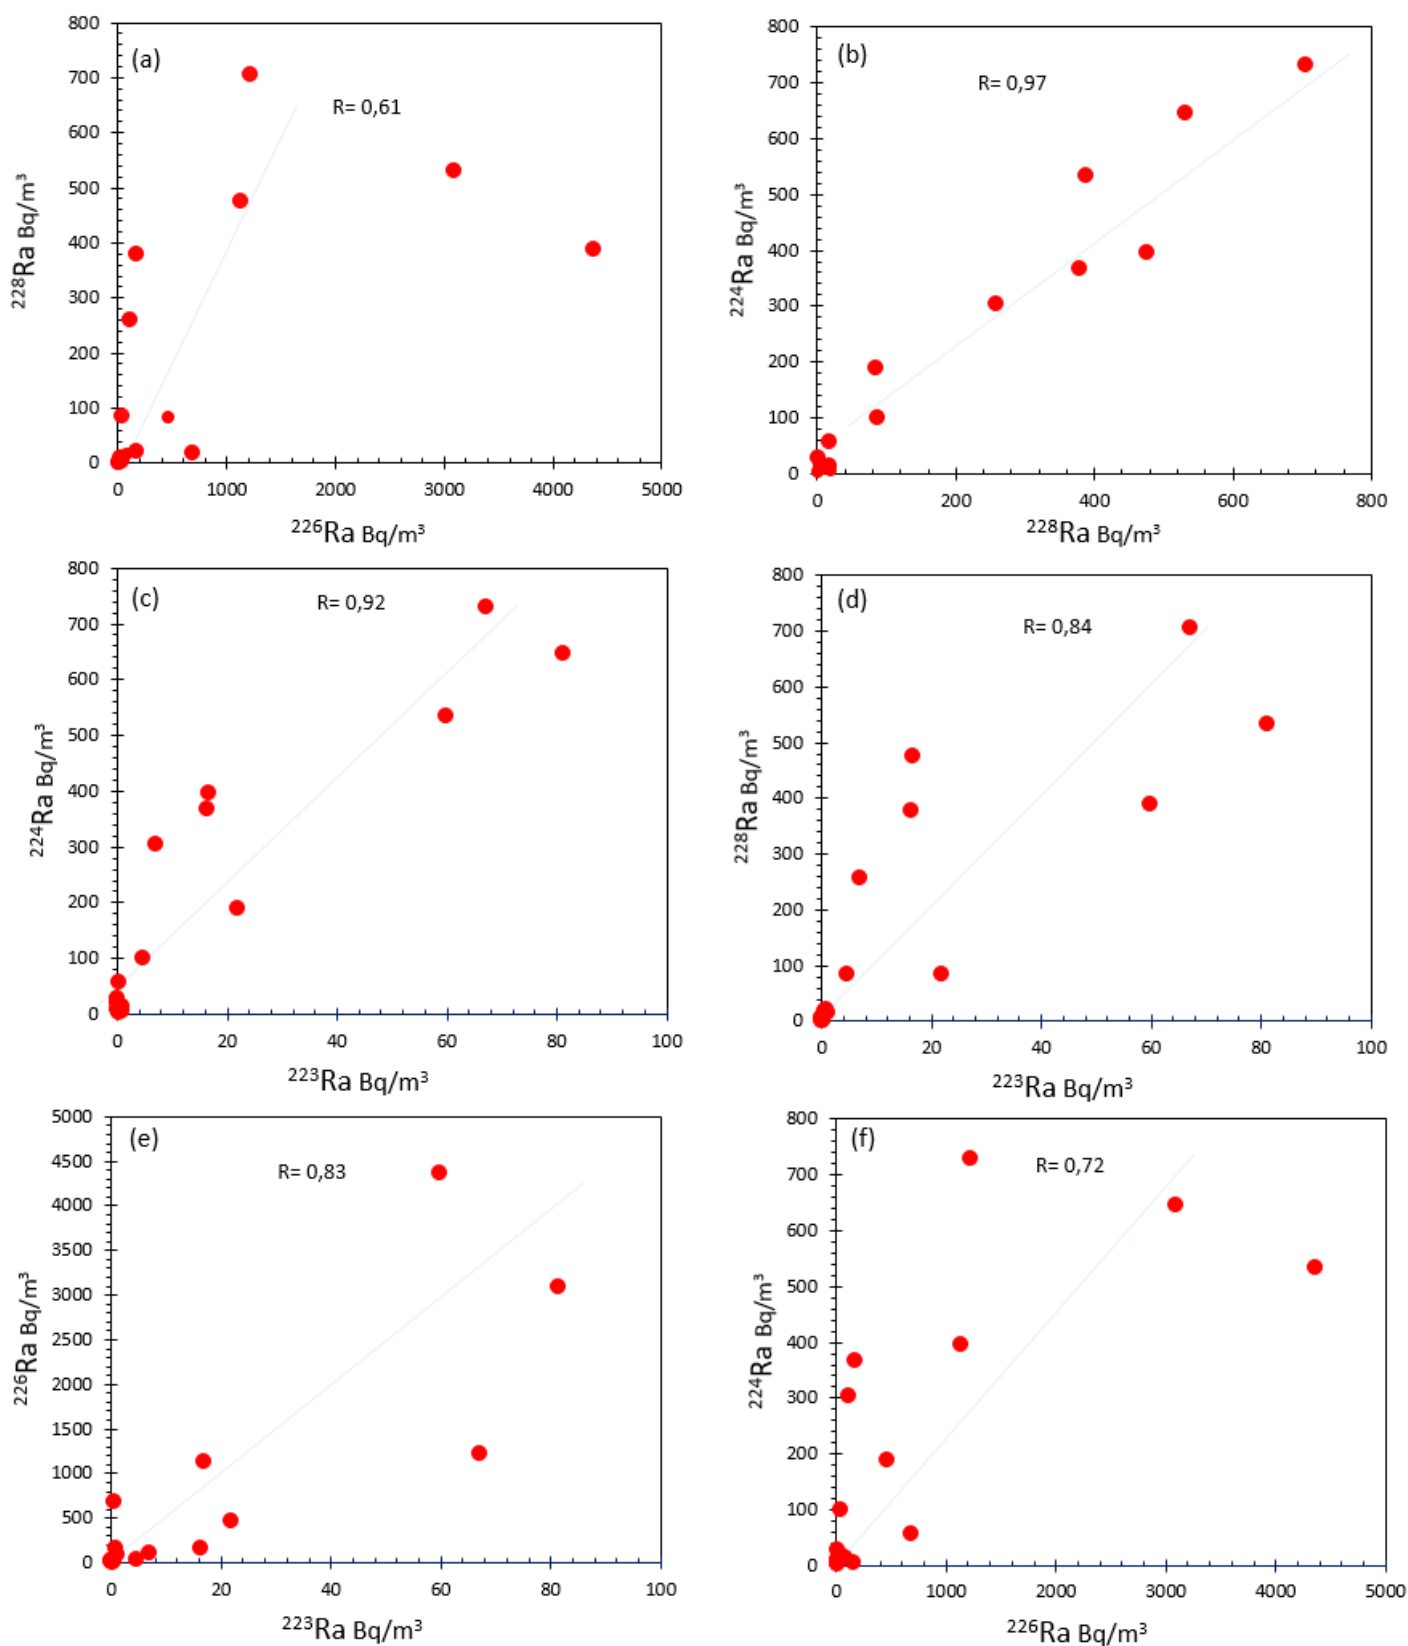 (a)
R= 0,61
800
700
600
500
400
300
200
100
0
²²⁸Ra Bq/m³
0 1000 2000 3000 4000 5000
²²⁶Ra Bq/m³
(b)
R= 0,97
800
700
600
500
400
300
200
100
0
²²⁴Ra Bq/m³
0 200 400 600 800
²²⁸Ra Bq/m³
(c)
R= 0,92
800
700
600
500
400
300
200
100
0
²²⁴Ra Bq/m³
0 20 40 60 80 100
²²³Ra Bq/m³
(d)
R= 0,84
800
700
600
500
400
300
200
100
0
²²⁸Ra Bq/m³
0 20 40 60 80 100
²²³Ra Bq/m³
(e)
R= 0,83
5000
4500
4000
3500
3000
2500
2000
1500
1000
500
0
²²⁶Ra Bq/m³
0 20 40 60 80 100
²²³Ra Bq/m³
(f)
R= 0,72
800
700
600
500
400
300
200
100
0
²²⁴Ra Bq/m³
0 1000 2000 3000 4000 5000
²²⁶Ra Bq/m³